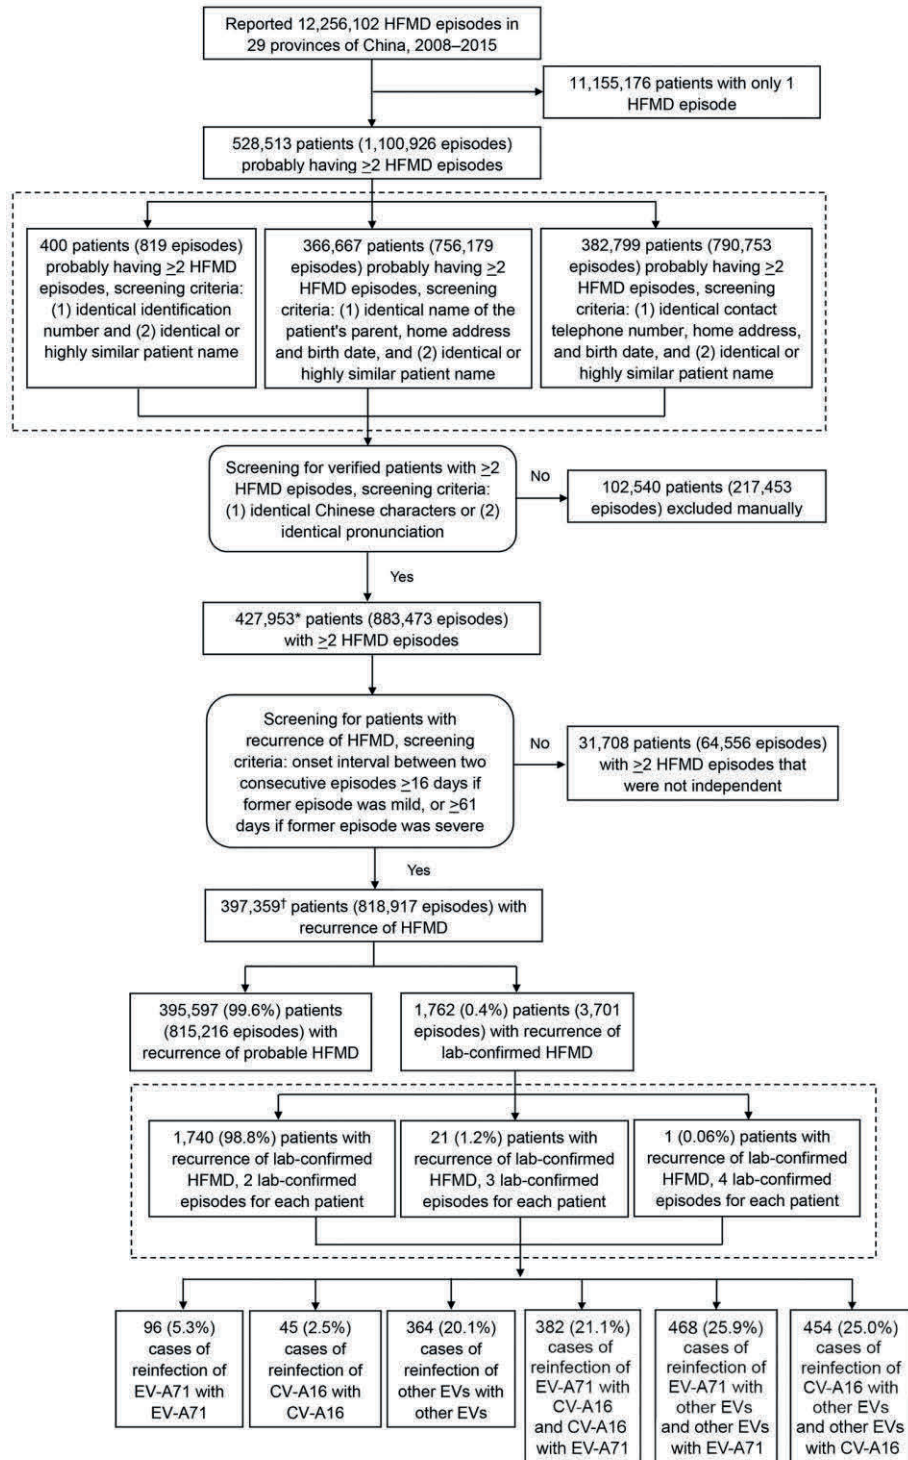 Reported 12,256,102 HFMD episodes in
29 provinces of China, 2008–2015
11,155,176 patients with only 1
HFMD episode
528,513 patients (1,100,926 episodes)
probably having ≥2 HFMD episodes
400 patients (819 episodes)
probably having ≥2 HFMD
episodes, screening criteria:
(1) identical identification
number and (2) identical or
highly similar patient name
366,667 patients (756,179
episodes) probably having ≥2
HFMD episodes, screening
criteria: (1) identical name of
the patient's parent, home address
and birth date, and (2) identical or
highly similar patient name
382,799 patients (790,753
episodes) probably having ≥2
HFMD episodes, screening
criteria: (1) identical contact
telephone number, home address,
and birth date, and (2) identical or
highly similar patient name
Screening for verified patients with ≥2
HFMD episodes, screening criteria:
(1) identical Chinese characters or (2)
identical pronunciation
No
102,540 patients (217,453
episodes) excluded manually
Yes
427,953* patients (883,473 episodes)
with ≥2 HFMD episodes
Screening for patients with
recurrence of HFMD, screening
criteria: onset interval between two
consecutive episodes ≥16 days if
former episode was mild, or ≥61
days if former episode was severe
No
31,708 patients (64,556 episodes)
with ≥2 HFMD episodes that
were not independent
Yes
397,359† patients (818,917 episodes) with
recurrence of HFMD
395,597 (99.6%) patients
(815,216 episodes) with
recurrence of probable HFMD
1,762 (0.4%) patients (3,701
episodes) with recurrence of
lab-confirmed HFMD
1,740 (98.8%) patients with
recurrence of lab-confirmed
HFMD, 2 lab-confirmed
episodes for each patient
21 (1.2%) patients with
recurrence of lab-confirmed
HFMD, 3 lab-confirmed
episodes for each patient
1 (0.06%) patients with
recurrence of lab-confirmed
HFMD, 4 lab-confirmed
episodes for each patient
96 (5.3%)
cases of
reinfection of
EV-A71 with
EV-A71
45 (2.5%)
cases of
reinfection of
CV-A16 with
CV-A16
364 (20.1%)
cases of
reinfection of
other EVs with
other EVs
382 (21.1%)
cases of
reinfection of
EV-A71 with
CV-A16
and CV-A16
with EV-A71
468 (25.9%)
cases of
reinfection of
EV-A71 with
other EVs
and other EVs
with EV-A71
454 (25.0%)
cases of
reinfection of
CV-A16 with
other EVs
and other EVs
with CV-A16